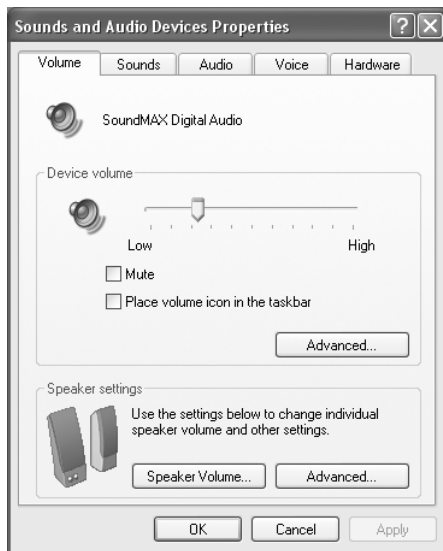 Sounds and Audio Devices Properties
Volume Sounds Audio Voice Hardware
SoundMAX Digital Audio
Device volume
Low High
Mute
Place volume icon in the taskbar
Advanced...
Speaker settings
Use the settings below to change individual
speaker volume and other settings.
Speaker Volume... Advanced...
OK Cancel Apply